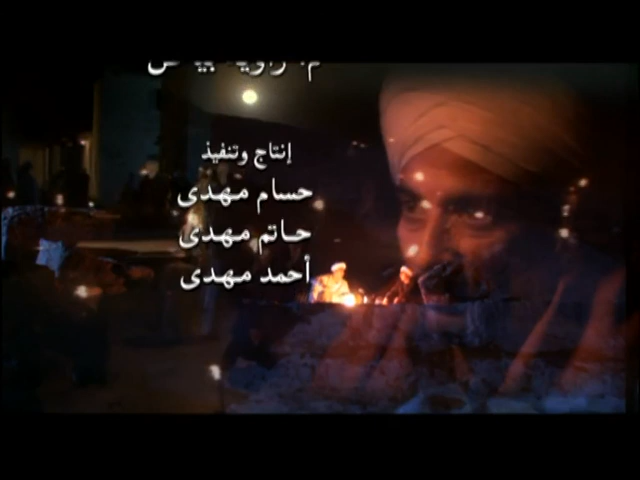 إنتاج وتنفيذ
حسام مهدى
حاتم مهدى
أحمد مهدى